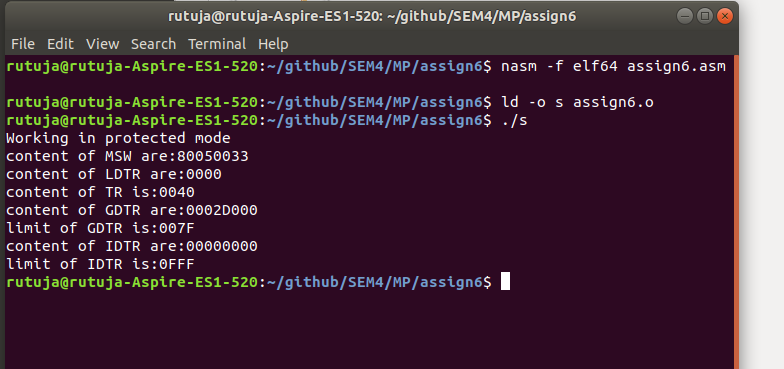 rutuja@rutuja-Aspire-ES1-520: ~/github/SEM4/MP/assign6
File Edit View Search Terminal Help
rutuja@rutuja-Aspire-ES1-520:~/github/SEM4/MP/assign6$ nasm -f elf64 assign6.asm
rutuja@rutuja-Aspire-ES1-520:~/github/SEM4/MP/assign6$ ld -o s assign6.o
rutuja@rutuja-Aspire-ES1-520:~/github/SEM4/MP/assign6$ ./s
Working in protected mode
content of MSW are:80050033
content of LDTR are:0000
content of TR is:0040
content of GDTR are:0002D000
limit of GDTR is:007F
content of IDTR are:00000000
limit of IDTR is:0FFF
rutuja@rutuja-Aspire-ES1-520:~/github/SEM4/MP/assign6$